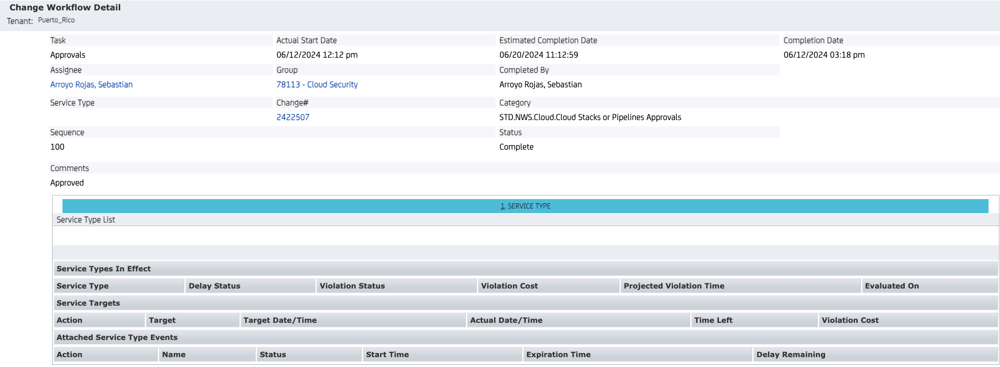 Change Workflow Detail
Tenant: Puerto_Rico
Task Actual Start Date Estimated Completion Date Completion Date
Approvals 06/12/2024 12:12 pm 06/20/2024 11:12:59 06/12/2024 03:18 pm
Assignee Group Completed By
Arroyo Rojas, Sebastian 78113 - Cloud Security Arroyo Rojas, Sebastian
Service Type Change# Category
2422507 STD.NWS.Cloud.Cloud Stacks or Pipelines Approvals
Sequence Status
100 Complete
Comments
Approved
1. SERVICE TYPE
Service Type List
Service Types In Effect
Service Type Delay Status Violation Status Violation Cost Projected Violation Time Evaluated On
Service Targets
Action Target Target Date/Time Actual Date/Time Time Left Violation Cost
Attached Service Type Events
Action Name Status Start Time Expiration Time Delay Remaining